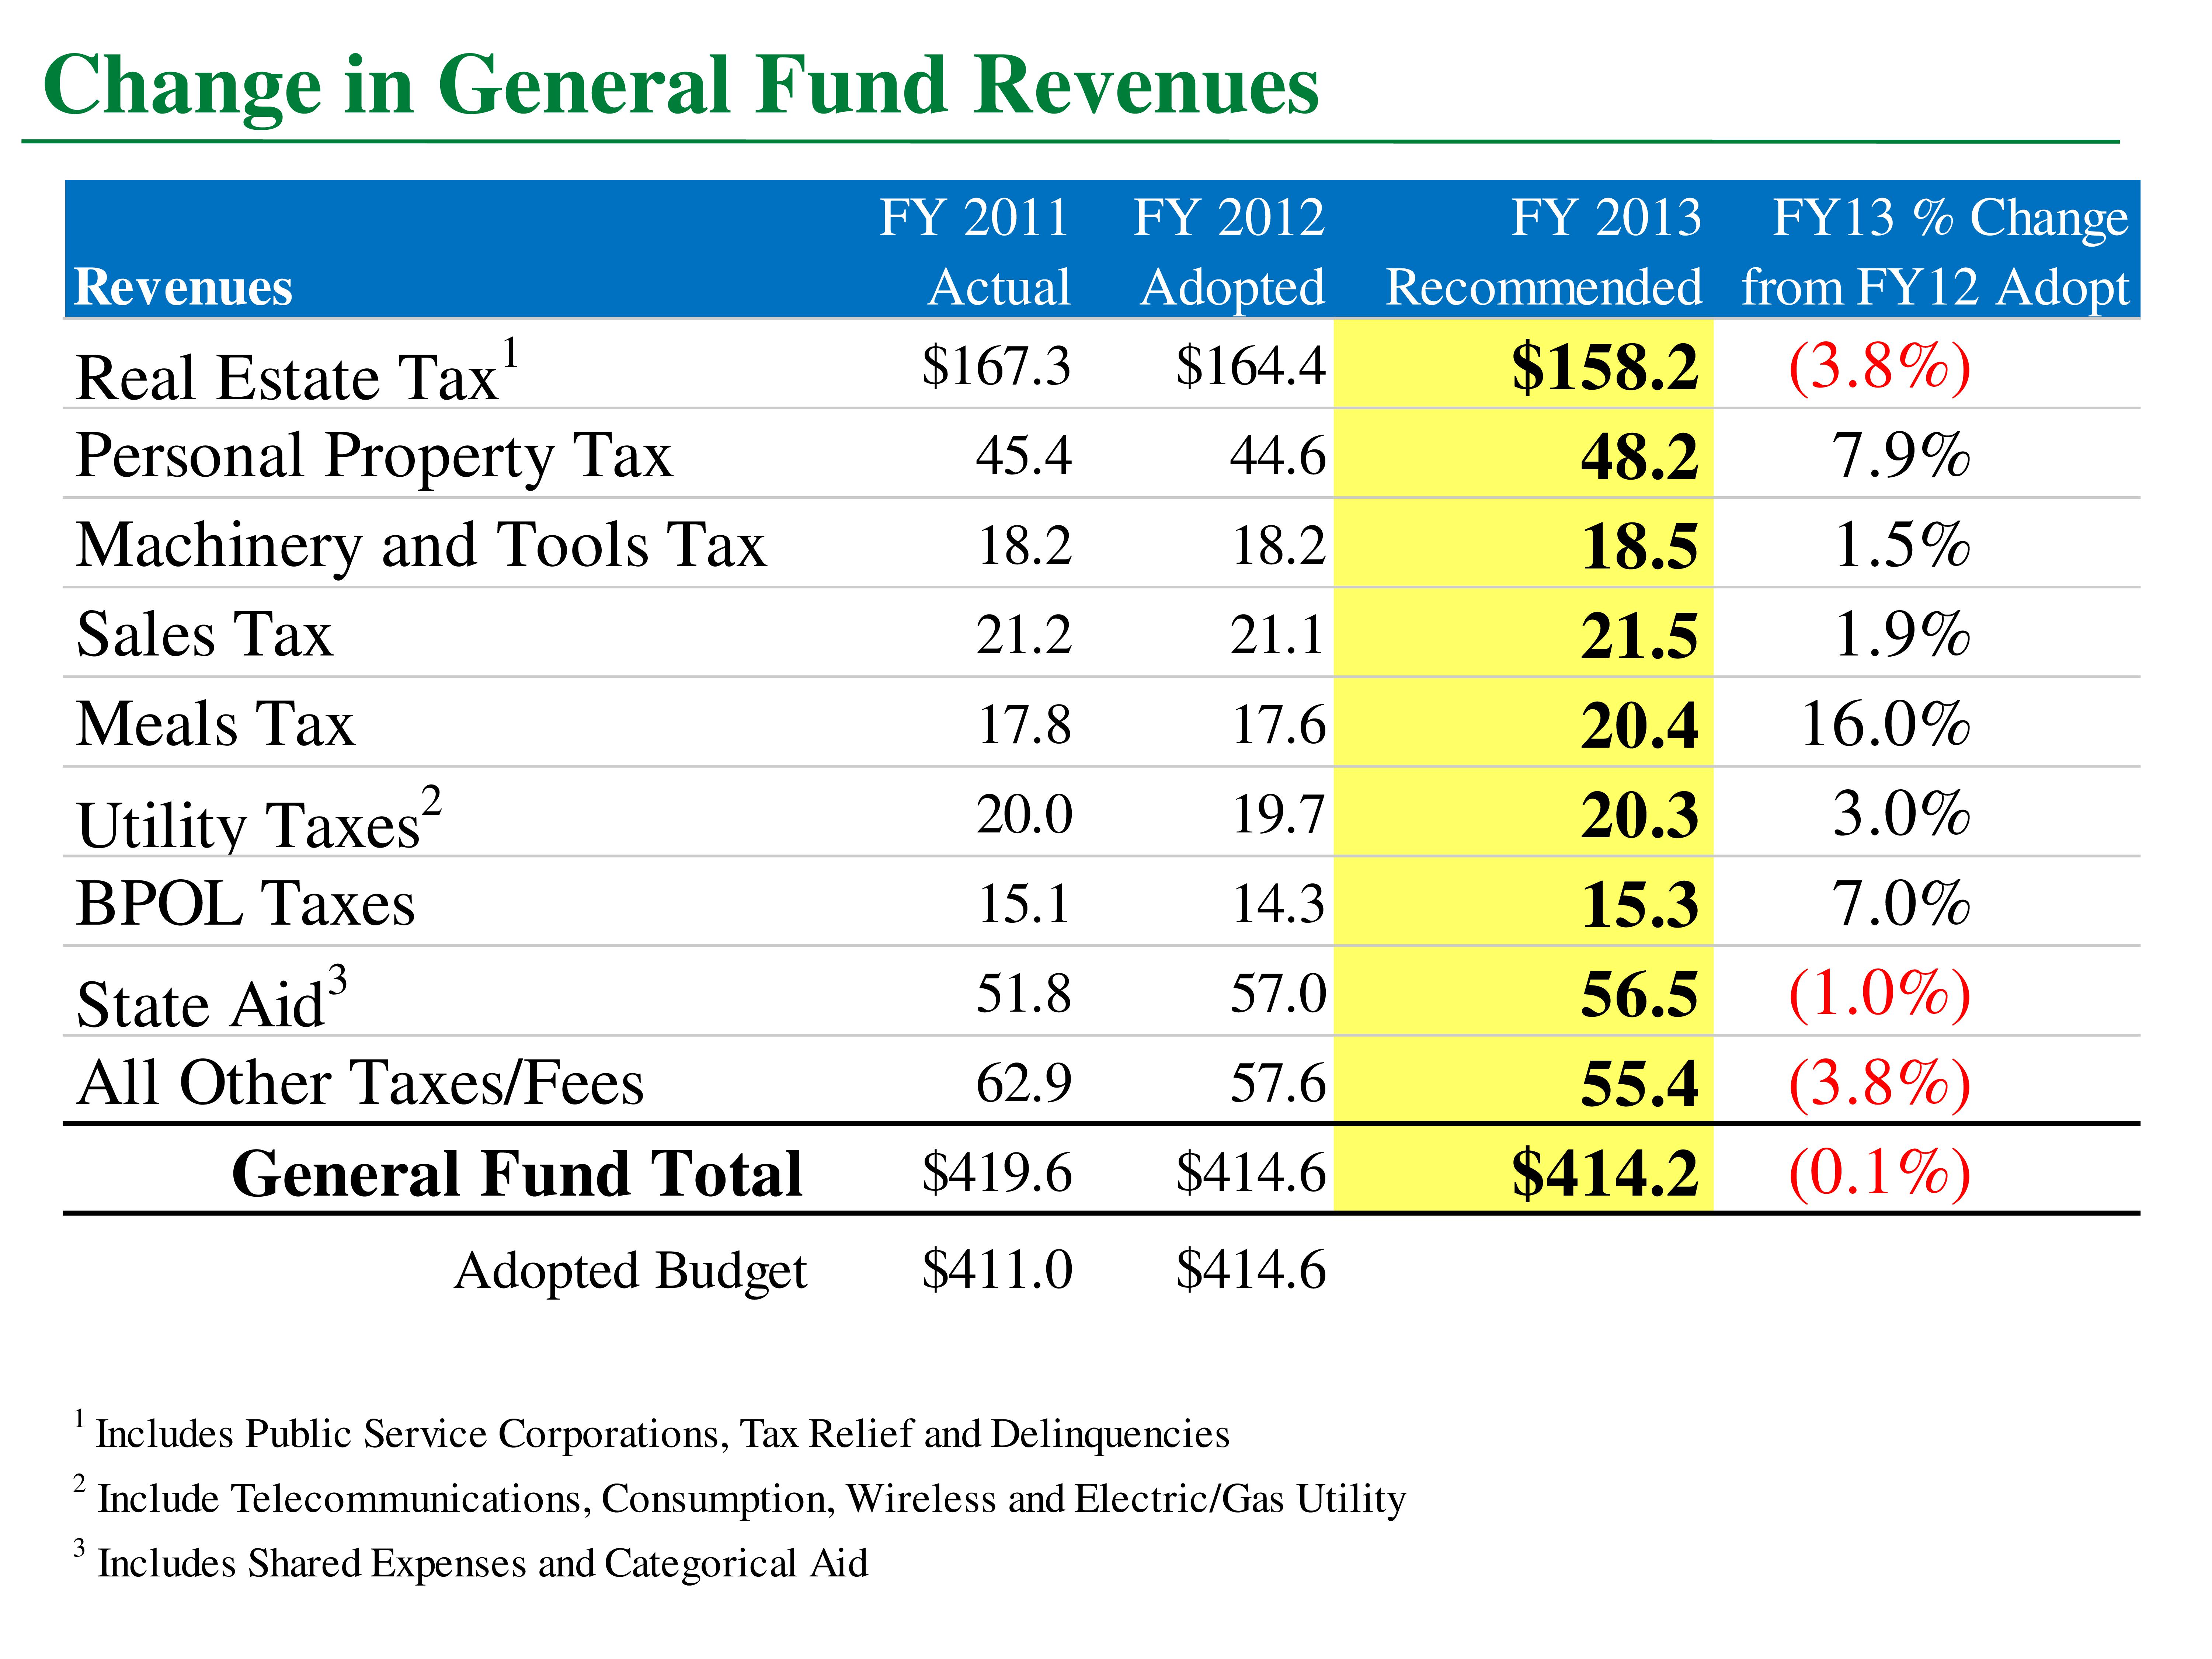 Change in General Fund Revenues
FY 2011 FY 2012 FY 2013 FY13 % Change
Revenues Actual Adopted Recommended from FY12 Adopt
Real Estate Tax1 $167.3 $164.4 $158.2 (3.8%)
Personal Property Tax 45.4 44.6 48.2 7.9%
Machinery and Tools Tax 18.2 18.2 18.5 1.5%
Sales Tax 21.2 21.1 21.5 1.9%
Meals Tax 17.8 17.6 20.4 16.0%
Utility Taxes2 20.0 19.7 20.3 3.0%
BPOL Taxes 15.1 14.3 15.3 7.0%
State Aid3 51.8 57.0 56.5 (1.0%)
All Other Taxes/Fees 62.9 57.6 55.4 (3.8%)
General Fund Total $419.6 $414.6 $414.2 (0.1%)
Adopted Budget $411.0 $414.6
1 Includes Public Service Corporations, Tax Relief and Delinquencies
2 Include Telecommunications, Consumption, Wireless and Electric/Gas Utility
3 Includes Shared Expenses and Categorical Aid